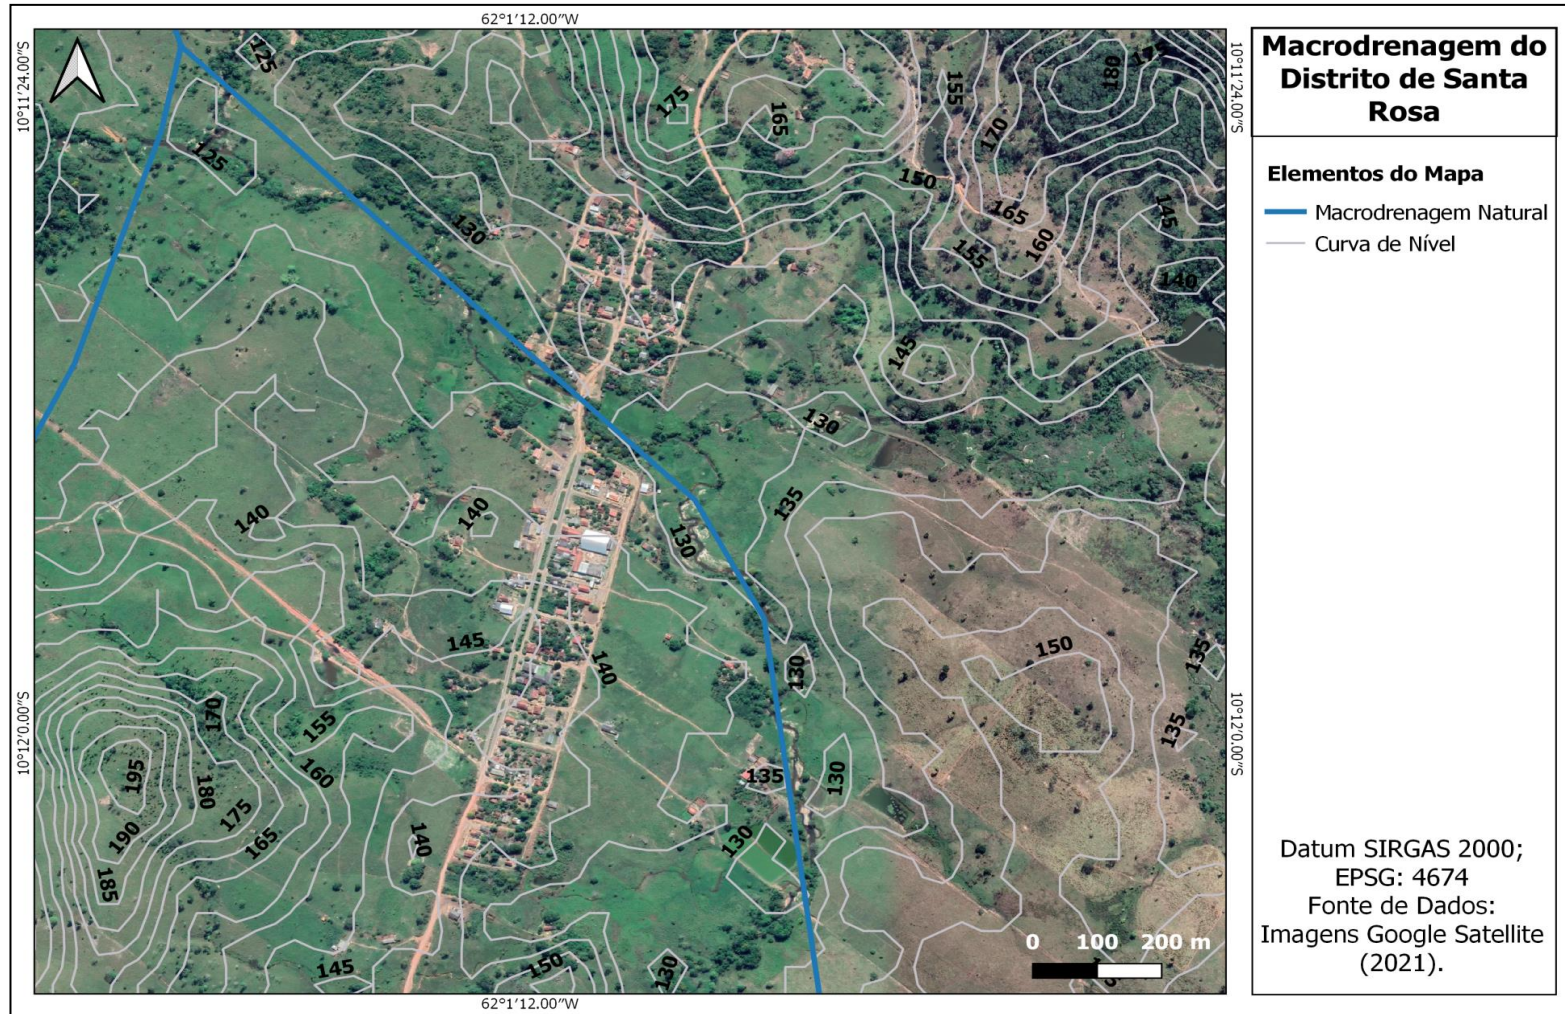 62°1'12.00"W
10°11'24.00"S
10°11'24.00"S
Macrodrenagem do
Distrito de Santa
Rosa
Elementos do Mapa
Macrodrenagem Natural
Curva de Nível
125
175
155
180
175
165
170
125
150
145
130
165
155
160
140
145
130
135
140
140
130
145
140
130
150
135
10°12'0.00"S
10°12'0.00"S
170
155
135
195
160
180
175
135
130
190
165
140
130
185
145
150
130
0 100 200 m
62°1'12.00"W
Datum SIRGAS 2000;
EPSG: 4674
Fonte de Dados:
Imagens Google Satellite
(2021).